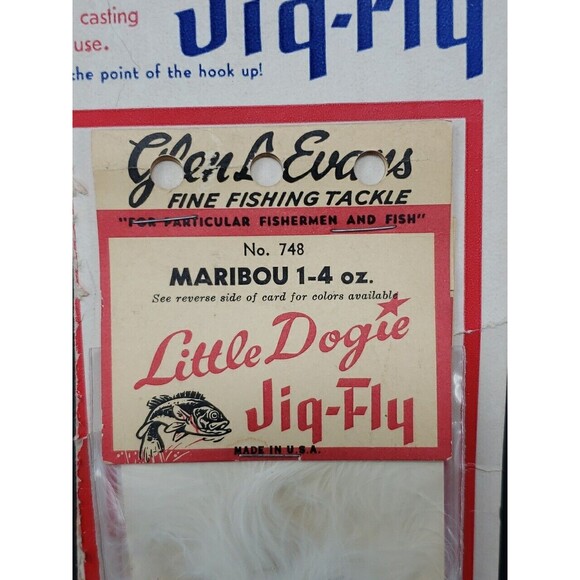 casting
use.
Jig-Fly
the point of the hook up!
Glen L Evans
FINE FISHING TACKLE
"FOR PARTICULAR FISHERMEN AND FISH"
No. 748
MARIBOU 1-4 oz.
See reverse side of card for colors available
Little Dogie
Jig-Fly
MADE IN U.S.A.